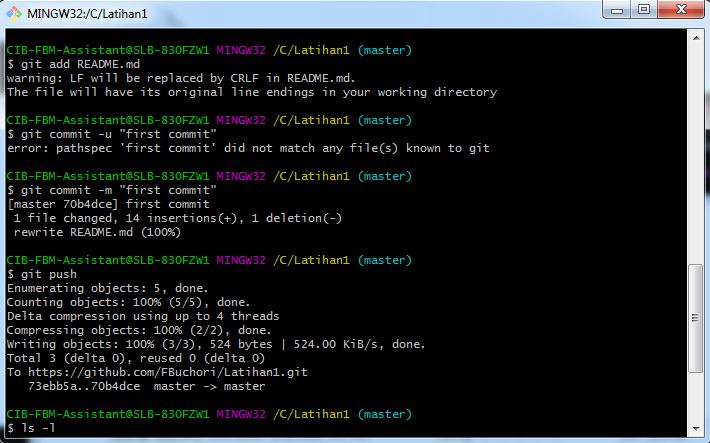 MINGW32:/C/Latihan1
CIB-FBM-Assistant@SLB-830FZW1 MINGW32 /C/Latihan1 (master)
$ git add README.md
warning: LF will be replaced by CRLF in README.md.
The file will have its original line endings in your working directory
CIB-FBM-Assistant@SLB-830FZW1 MINGW32 /C/Latihan1 (master)
$ git commit -u "first commit"
error: pathspec 'first commit' did not match any file(s) known to git
CIB-FBM-Assistant@SLB-830FZW1 MINGW32 /C/Latihan1 (master)
$ git commit -m "first commit"
[master 70b4dce] first commit
 1 file changed, 14 insertions(+), 1 deletion(-)
 rewrite README.md (100%)
CIB-FBM-Assistant@SLB-830FZW1 MINGW32 /C/Latihan1 (master)
$ git push
Enumerating objects: 5, done.
Counting objects: 100% (5/5), done.
Delta compression using up to 4 threads
Compressing objects: 100% (2/2), done.
Writing objects: 100% (3/3), 524 bytes | 524.00 KiB/s, done.
Total 3 (delta 0), reused 0 (delta 0)
To https://github.com/FBuchori/Latihan1.git
   73ebb5a..70b4dce  master -> master
CIB-FBM-Assistant@SLB-830FZW1 MINGW32 /C/Latihan1 (master)
$ ls -l